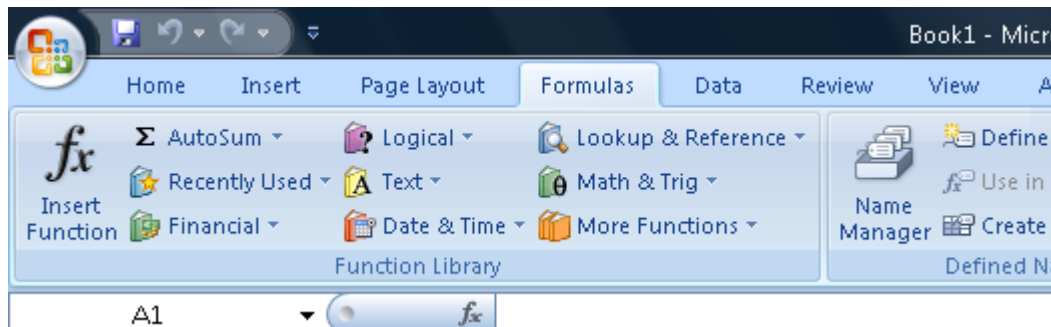 Book1 - Micr
Home Insert Page Layout Formulas Data Review View A
fx Σ AutoSum Logical Lookup & Reference Define
Insert Function Recently Used A Text θ Math & Trig Name Manager fx Use in
Financial Date & Time More Functions Create
Function Library Defined N
A1 fx